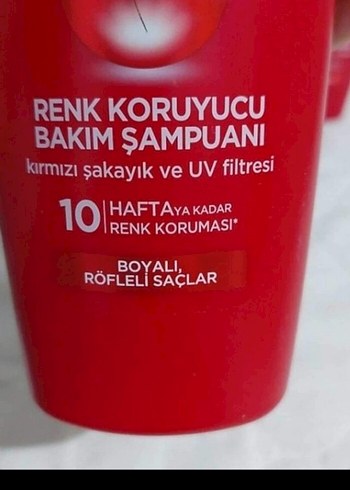 RENK KORUYUCU
BAKIM ŞAMPUANI
kırmızı şakayık ve UV filtresi
10 HAFTAYA KADAR
RENK KORUMASI*
BOYALI,
RÖFLELİ SAÇLAR